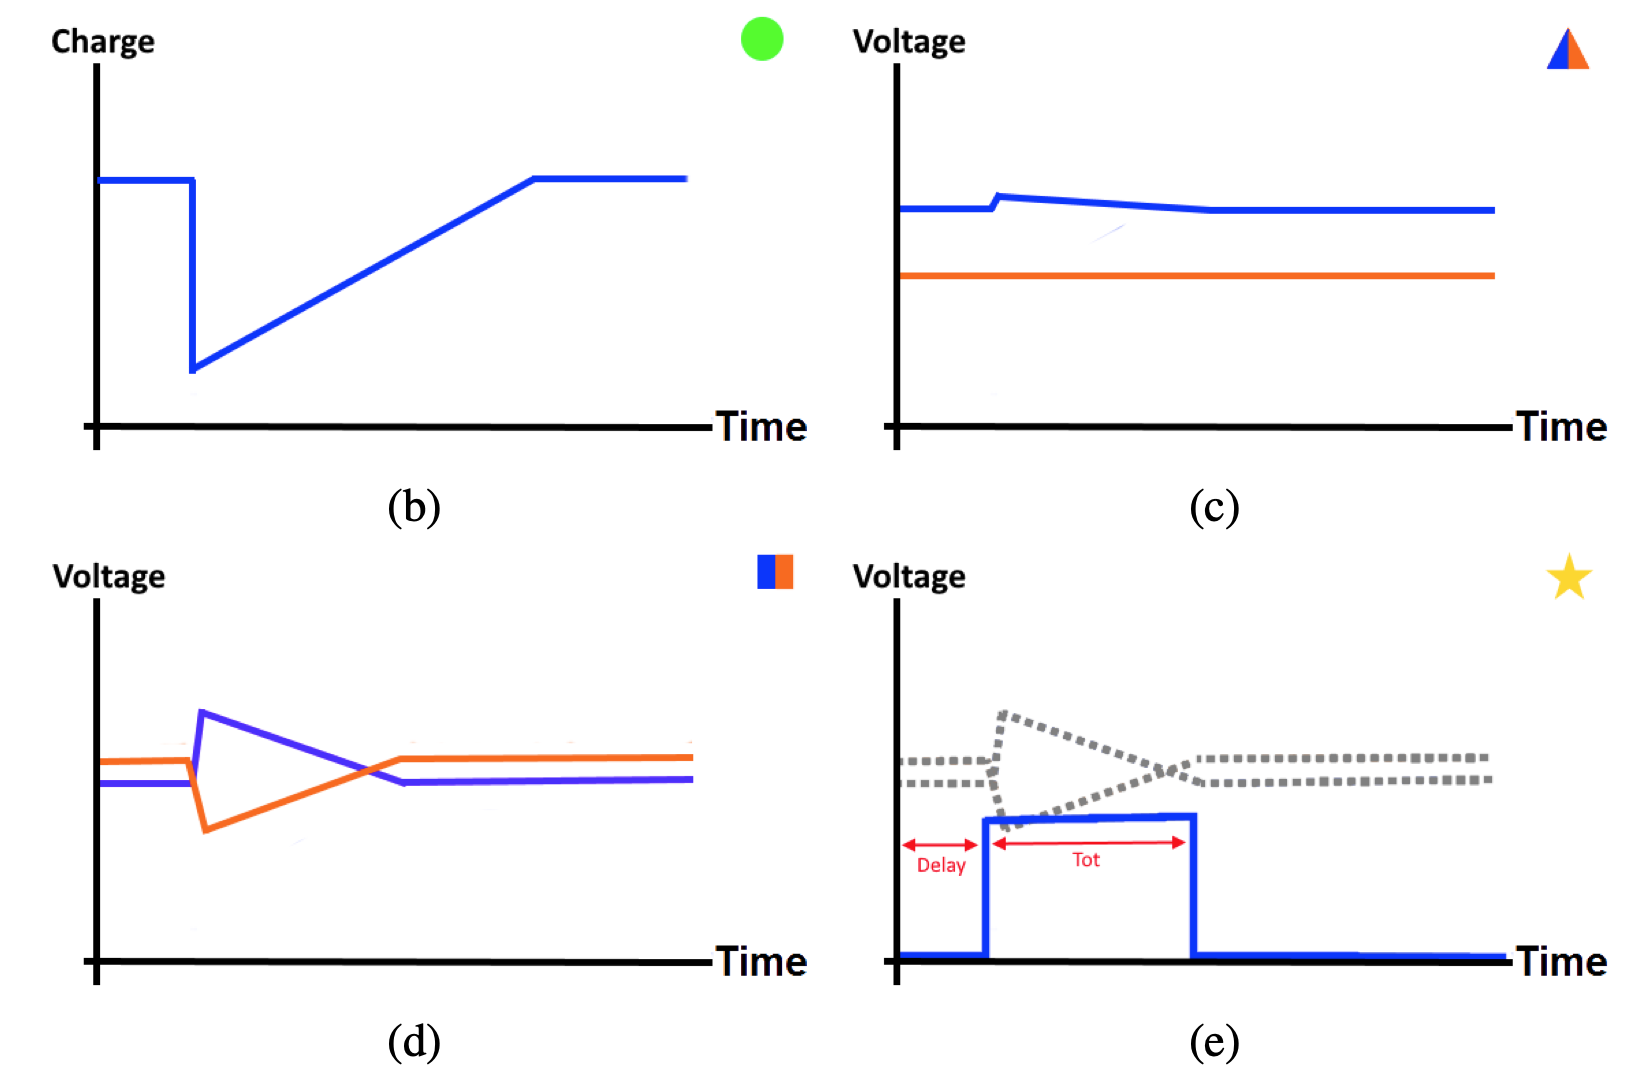 Charge
Time
(b)
Voltage
Time
(c)
Voltage
Time
(d)
Voltage
Delay
Tot
Time
(e)